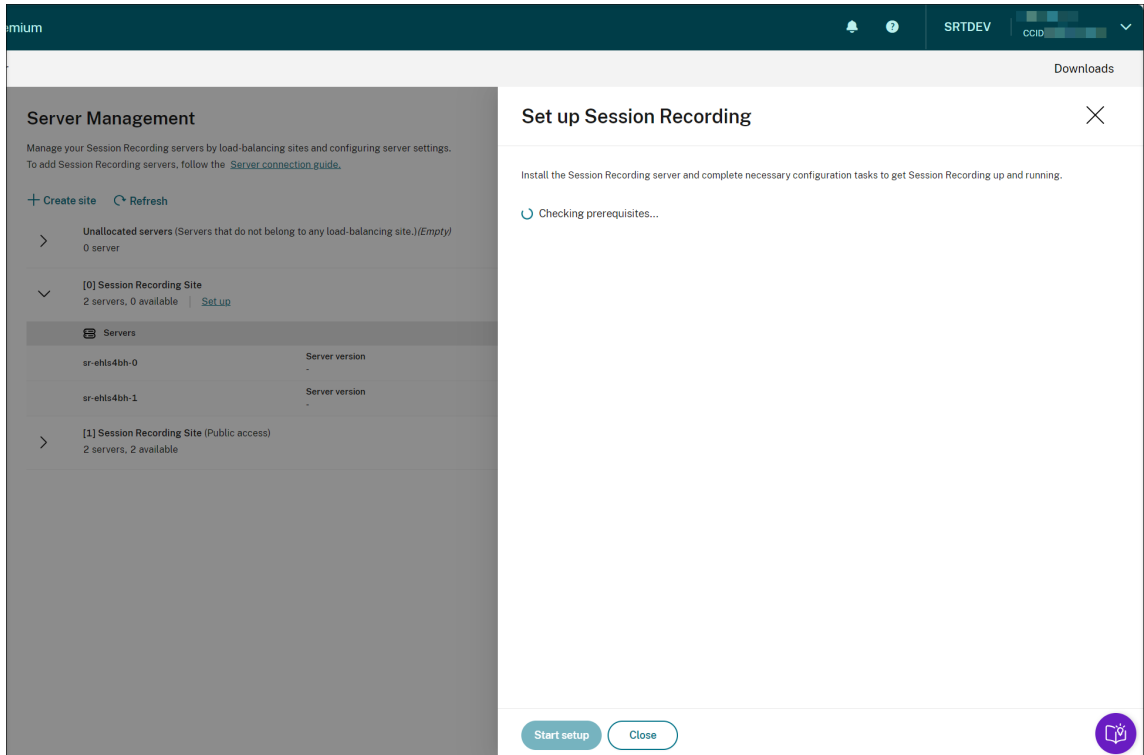 SRTDEV
CCID
Downloads
Server Management
Manage your Session Recording servers by load-balancing sites and configuring server settings.
To add Session Recording servers, follow the Server connection guide.
Create site Refresh
Unallocated servers (Servers that do not belong to any load-balancing site.)(Empty)
0 server
[0] Session Recording Site
2 servers, 0 available Set up
Servers
sr-ehls4bh-0
Server version
-
sr-ehls4bh-1
Server version
-
[1] Session Recording Site (Public access)
2 servers, 2 available
Set up Session Recording
Install the Session Recording server and complete necessary configuration tasks to get Session Recording up and running.
Checking prerequisites...
Start setup Close